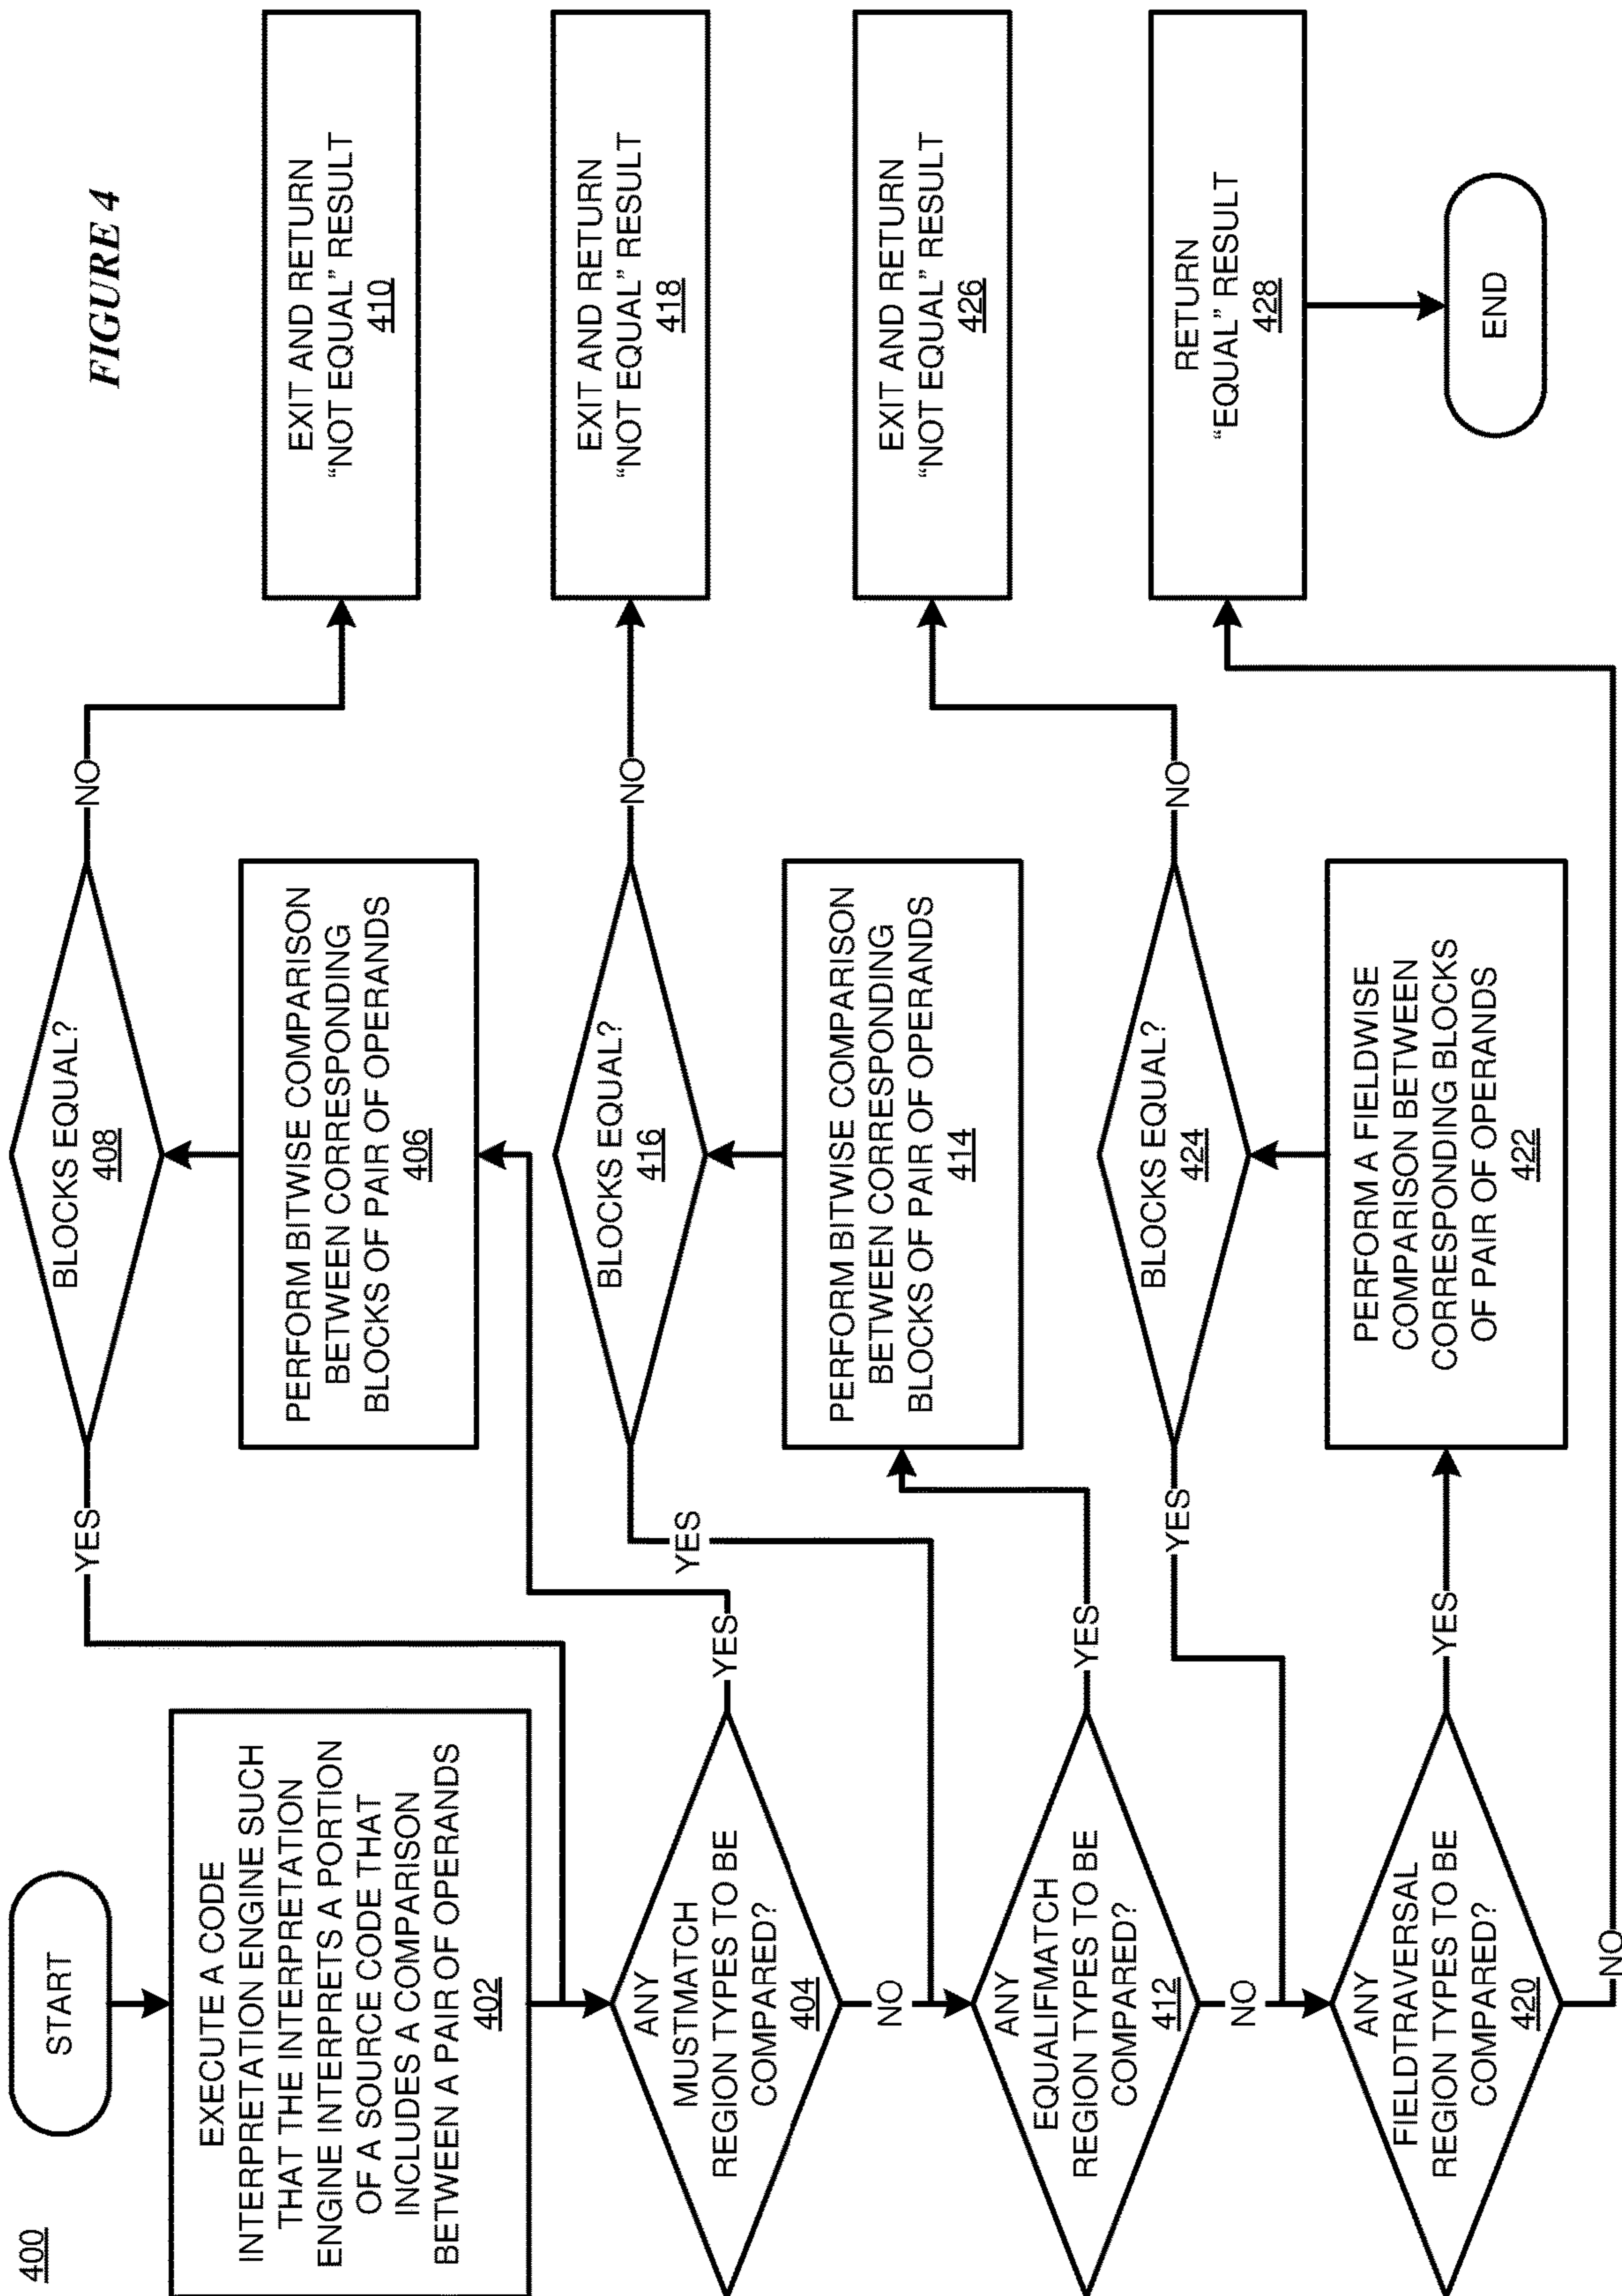 400
FIGURE 4
START
EXECUTE A CODE
INTERPRETATION ENGINE SUCH
THAT THE INTERPRETATION
ENGINE INTERPRETS A PORTION
OF A SOURCE CODE THAT
INCLUDES A COMPARISON
BETWEEN A PAIR OF OPERANDS
402
ANY
MUSTMATCH
REGION TYPES TO BE
COMPARED?
404
YES
NO
PERFORM BITWISE COMPARISON
BETWEEN CORRESPONDING
BLOCKS OF PAIR OF OPERANDS
406
BLOCKS EQUAL?
408
YES
NO
EXIT AND RETURN
“NOT EQUAL” RESULT
410
ANY
EQUALIFMATCH
REGION TYPES TO BE
COMPARED?
412
YES
NO
PERFORM BITWISE COMPARISON
BETWEEN CORRESPONDING
BLOCKS OF PAIR OF OPERANDS
414
BLOCKS EQUAL?
416
YES
NO
EXIT AND RETURN
“NOT EQUAL” RESULT
418
ANY
FIELDTRAVERSAL
REGION TYPES TO BE
COMPARED?
420
YES
NO
PERFORM A FIELDWISE
COMPARISON BETWEEN
CORRESPONDING BLOCKS
OF PAIR OF OPERANDS
422
BLOCKS EQUAL?
424
YES
NO
EXIT AND RETURN
“NOT EQUAL” RESULT
426
RETURN
“EQUAL” RESULT
428
END